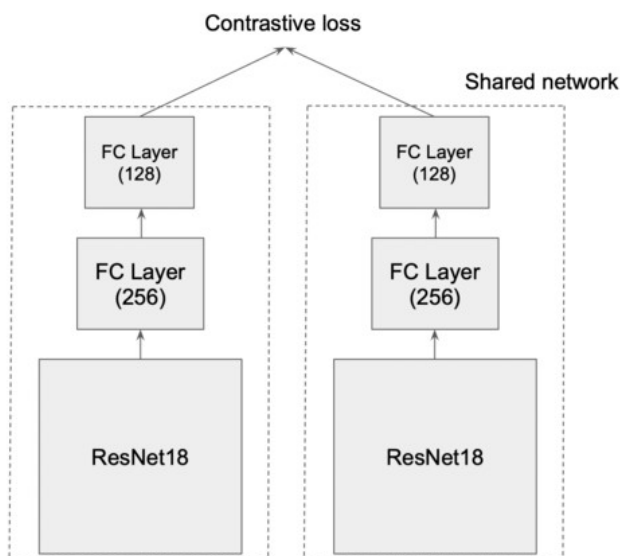 Contrastive loss
Shared network
FC Layer
(128)
FC Layer
(128)
FC Layer
(256)
FC Layer
(256)
ResNet18
ResNet18